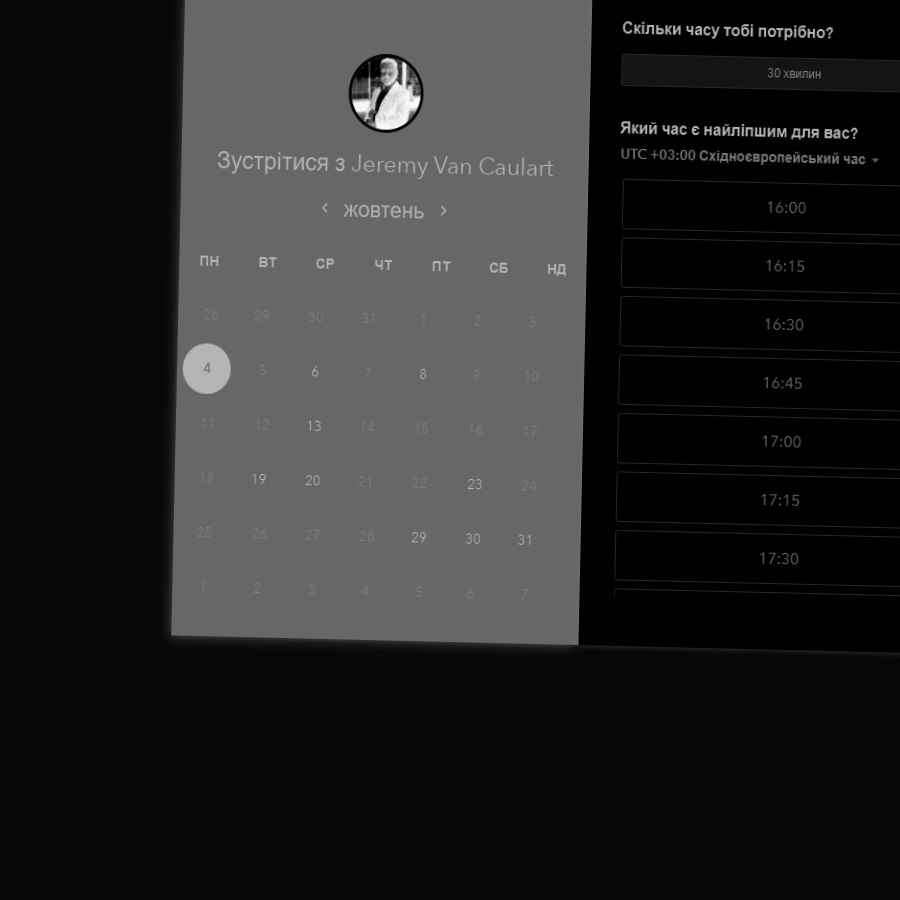 Зустрітися з Jeremy Van Caulart
‹ жовтень ›
ПН ВТ СР ЧТ ПТ СБ НД
28 29 30 31 1 2 3
4 5 6 7 8 9 10
11 12 13 14 15 16 17
18 19 20 21 22 23 24
25 26 27 28 29 30 31
1 2 3 4 5 6 7
Скільки часу тобі потрібно?
30 хвилин
Який час є найліпшим для вас?
UTC +03:00 Східноєвропейський час
16:00
16:15
16:30
16:45
17:00
17:15
17:30